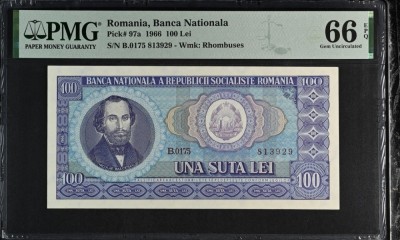 PMG
PAPER MONEY GUARANTY
Romania, Banca Nationala
Pick# 97a 1966 100 Lei
S/N B.0175 813929 - Wmk: Rhombuses
66 EPQ
Gem Uncirculated
BANCA NATIONALA A REPUBLICII SOCIALISTE ROMANIA
100
100
B.0175
813929
UNA SUTA LEI
100
100